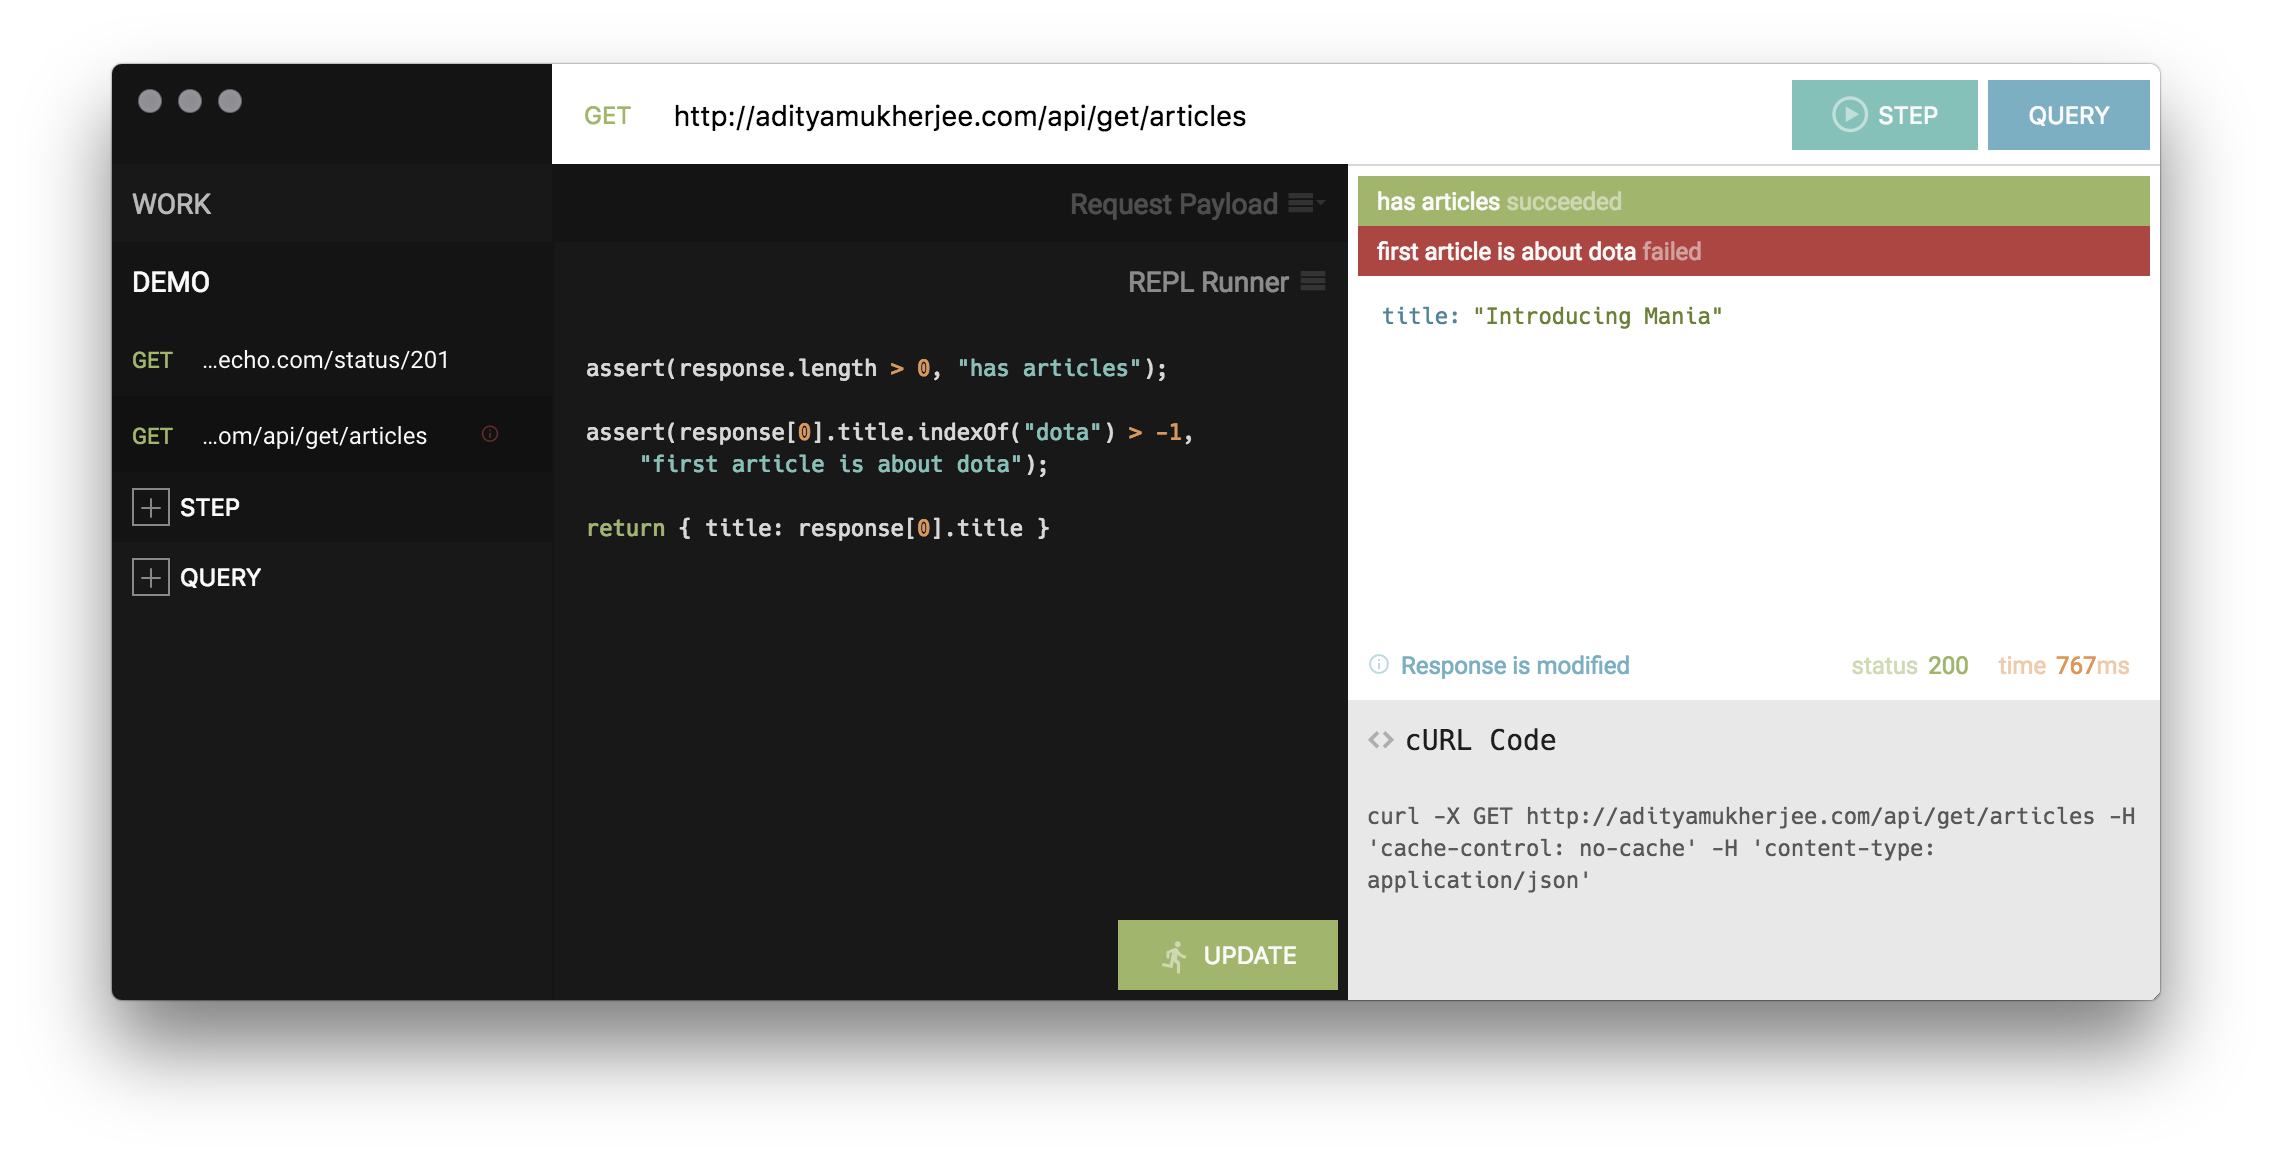 GET http://adityamukherjee.com/api/get/articles
STEP
QUERY
WORK
DEMO
GET ...echo.com/status/201
GET ...om/api/get/articles
STEP
QUERY
Request Payload
REPL Runner
assert(response.length > 0, "has articles");
assert(response[0].title.indexOf("dota") > -1,
"first article is about dota");
return { title: response[0].title }
UPDATE
has articles succeeded
first article is about dota failed
title: "Introducing Mania"
Response is modified
status 200 time 767ms
<> cURL Code
curl -X GET http://adityamukherjee.com/api/get/articles -H
'cache-control: no-cache' -H 'content-type:
application/json'